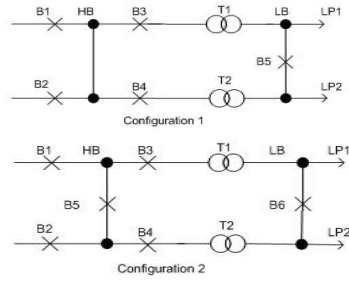 B1 HB B3 T1 LB LP1
B5
B2 B4 T2 LP2
Configuration 1
B1 HB B3 T1 LB LP1
B5 B6
B2 B4 T2 LP2
Configuration 2